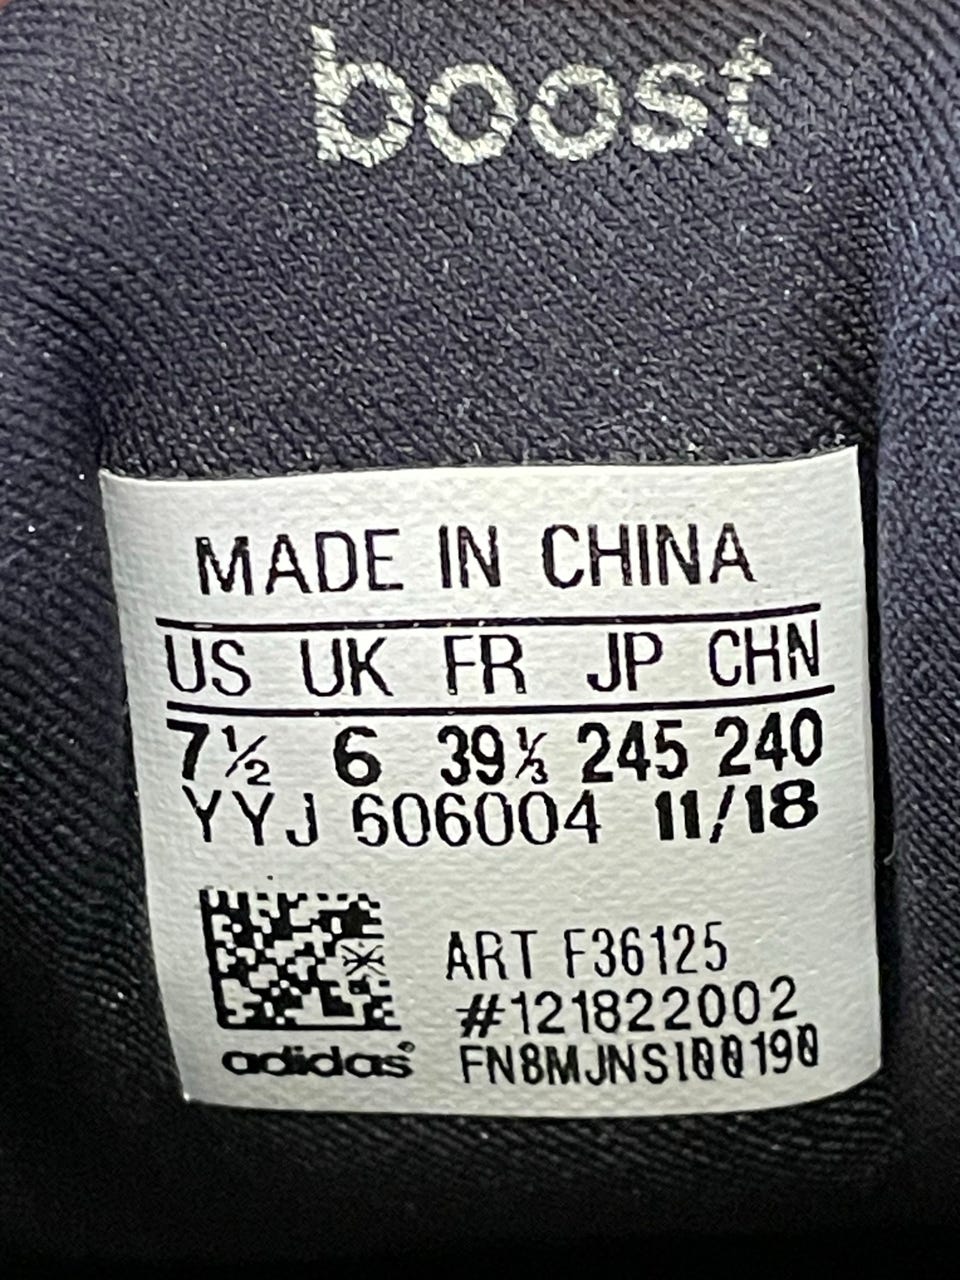 boost
MADE IN CHINA
US UK FR JP CHN
7½ 6 39⅓ 245 240
YYJ 606004 11/18
ART F36125
#121822002
adidas® FN8MJNSI00190